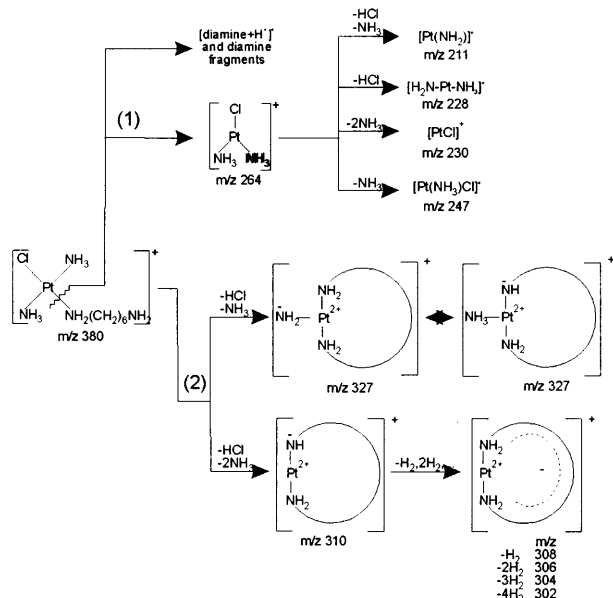 [diamine+H⁺]⁺
and diamine
fragments
(1)
[Cl Pt NH₃ NH₃]⁺
m/z 264
-HCl
-NH₃
[Pt(NH₂)]⁺
m/z 211
-HCl
[H₂N-Pt-NH₃]⁺
m/z 228
-2NH₃
[PtCl]⁺
m/z 230
-NH₃
[Pt(NH₃)Cl]⁺
m/z 247
Cl NH₃
Pt
NH₃ NH₂(CH₂)₆NH₂
+
m/z 380
(2)
-HCl
-NH₃
NH₂
-
NH₂ Pt²⁺
NH₂
+
m/z 327
-
NH
NH₃ Pt²⁺
NH₂
+
m/z 327
-HCl
-2NH₃
-
NH
Pt²⁺
NH₂
+
m/z 310
-H₂,2H₂,..
NH₂
Pt²⁺ -
NH₂
+
m/z
-H₂ 308
-2H₂ 306
-3H₂ 304
-4H₂ 302